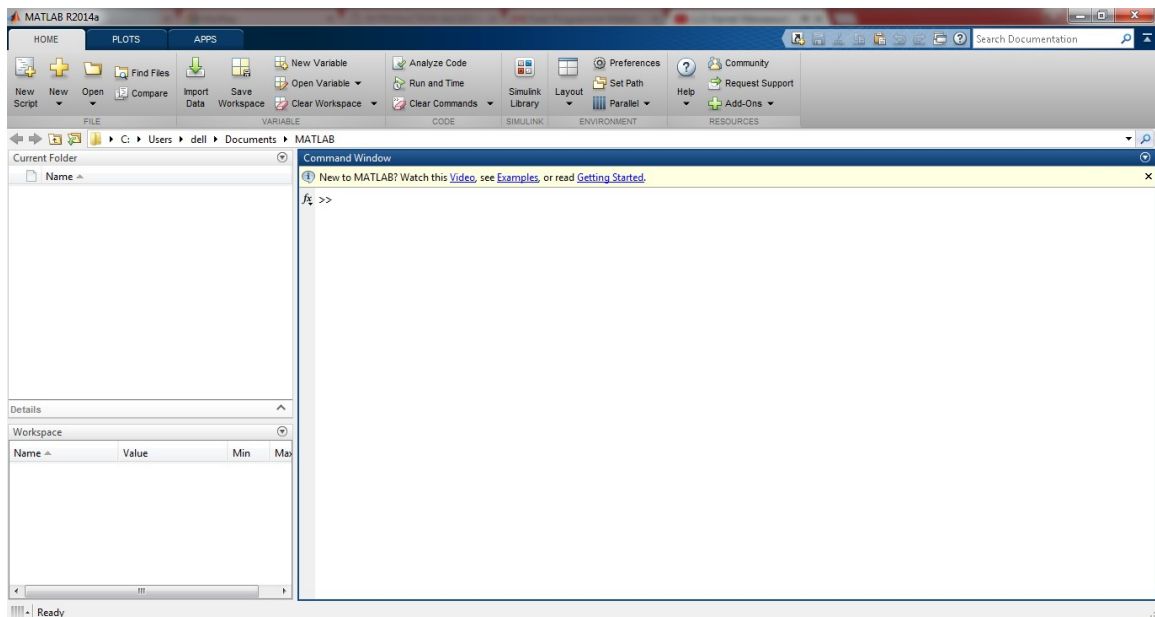 MATLAB R2014a
HOME PLOTS APPS
Search Documentation
New Script
New
Open
Find Files
Compare
Import Data
Save Workspace
New Variable
Open Variable
Clear Workspace
Analyze Code
Run and Time
Clear Commands
Simulink Library
Layout
Preferences
Set Path
Parallel
Help
Community
Request Support
Add-Ons
FILE VARIABLE CODE SIMULINK ENVIRONMENT RESOURCES
C: Users dell Documents MATLAB
Current Folder
Name
Details
Workspace
Name Value Min Max
Command Window
New to MATLAB? Watch this Video, see Examples, or read Getting Started.
fx >>
Ready